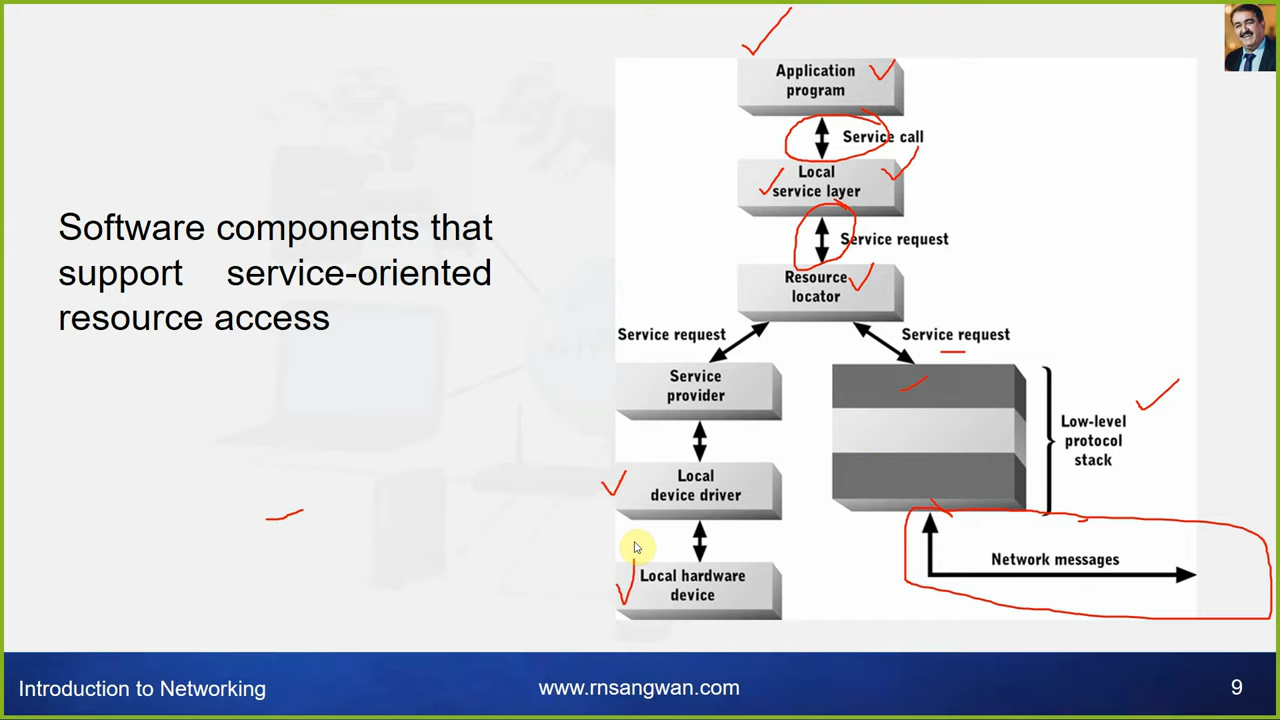 Software components that
support service-oriented
resource access
Application
program
Service call
Local
service layer
Service request
Resource
locator
Service request
Service request
Service
provider
Low-level
protocol
stack
Local
device driver
Network messages
Local hardware
device
Introduction to Networking
www.rnsangwan.com
9